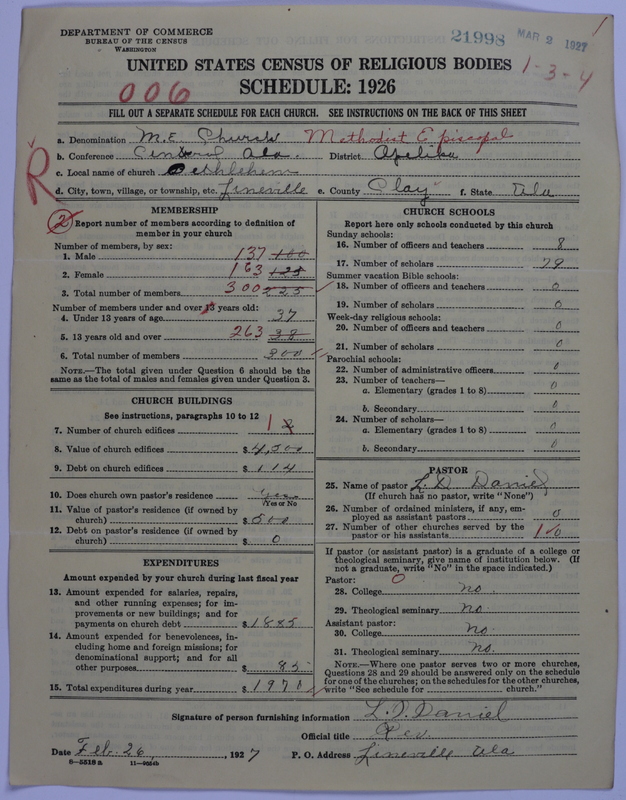 DEPARTMENT OF COMMERCE
BUREAU OF THE CENSUS
WASHINGTON
21998 MAR 2 1927
UNITED STATES CENSUS OF RELIGIOUS BODIES
1-3-4
SCHEDULE: 1926
006
FILL OUT A SEPARATE SCHEDULE FOR EACH CHURCH. SEE INSTRUCTIONS ON THE BACK OF THIS SHEET
a. Denomination M.E. Church Methodist Episcopal
b. Conference Central Ala. District Opelika
c. Local name of church Bethlehem
R
d. City, town, village, or township, etc. Lineville e. County Clay f. State Ala
MEMBERSHIP
2 Report number of members according to definition of
member in your church
Number of members, by sex:
1. Male 137 100
2. Female 163 125
3. Total number of members 300 225
Number of members under and over 13 years old:
4. Under 13 years of age 37
5. 13 years old and over 263 38
6. Total number of members 300
NOTE.—The total given under Question 6 should be
same as the total of males and females given under Question 3.
CHURCH BUILDINGS
See instructions, paragraphs 10 to 12
7. Number of church edifices 1 2
8. Value of church edifices $4,500
9. Debt on church edifices $114
10. Does church own pastor's residence Yes
(Yes or No)
11. Value of pastor's residence (if owned by
church) $500
12. Debt on pastor's residence (if owned by
church) $0
EXPENDITURES
Amount expended by your church during last fiscal year
13. Amount expended for salaries, repairs,
and other running expenses; for im-
provements or new buildings; and for
payments on church debt $1885
14. Amount expended for benevolences, in-
cluding home and foreign missions; for
denominational support; and for all
other purposes $85
15. Total expenditures during year $1970
CHURCH SCHOOLS
Report here only schools conducted by this church
Sunday schools:
16. Number of officers and teachers 8
17. Number of scholars 79
Summer vacation Bible schools:
18. Number of officers and teachers 0
19. Number of scholars 0
Week-day religious schools:
20. Number of officers and teachers 0
21. Number of scholars 0
Parochial schools:
22. Number of administrative officers 0
23. Number of teachers—
a. Elementary (grades 1 to 8) 0
b. Secondary 0
24. Number of scholars—
a. Elementary (grades 1 to 8) 0
b. Secondary 0
PASTOR
25. Name of pastor L. D. Daniel
(If church has no pastor, write "None")
26. Number of ordained ministers, if any, em-
ployed as assistant pastors 0
27. Number of other churches served by the
pastor or his assistants 1 0
If pastor (or assistant pastor) is a graduate of a college or
theological seminary, give name of institution below. (If
not a graduate, write "No" in the space indicated.)
Pastor: 0
28. College no.
29. Theological seminary no
Assistant pastor:
30. College no.
31. Theological seminary no.
NOTE.—Where one pastor serves two or more churches,
Questions 28 and 29 should be answered only on the schedule
for one of the churches; on the schedules for the other churches,
write "See schedule for church."
Signature of person furnishing information L. D. Daniel
Official title Rev.
Date Feb. 26, 1927 P. O. Address Lineville Ala